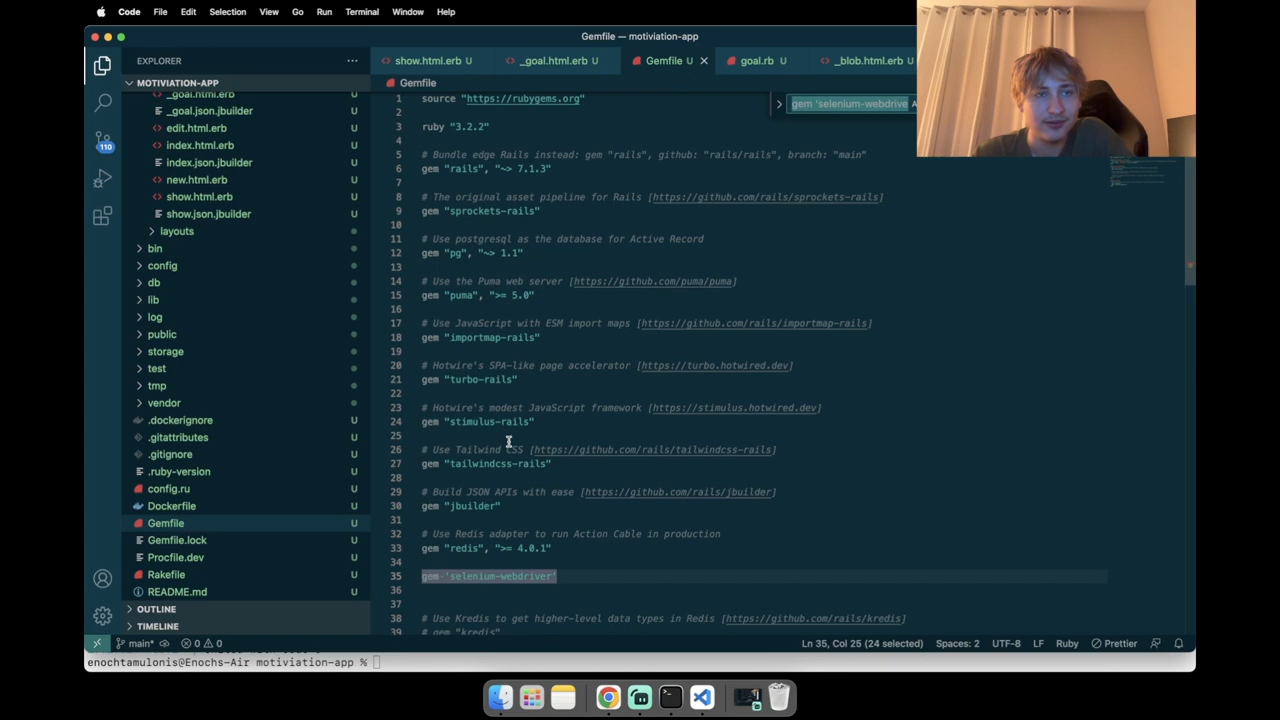 Code File Edit Selection View Go Run Terminal Window Help
Gemfile — motiviation-app
EXPLORER
MOTIVIATION-APP
_goal.html.erb
_goal.json.jbuilder
edit.html.erb
index.html.erb
index.json.jbuilder
new.html.erb
show.html.erb
show.json.jbuilder
layouts
bin
config
db
lib
log
public
storage
test
tmp
vendor
.dockerignore U
.gitattributes U
.gitignore U
.ruby-version U
config.ru U
Dockerfile U
Gemfile U
Gemfile.lock U
Procfile.dev U
Rakefile U
README.md U
OUTLINE
TIMELINE
110
show.html.erb U _goal.html.erb U Gemfile U goal.rb U _blob.html.erb U
Gemfile
gem 'selenium-webdrive
1 source "https://rubygems.org"
2
3 ruby "3.2.2"
4
5 # Bundle edge Rails instead: gem "rails", github: "rails/rails", branch: "main"
6 gem "rails", "~> 7.1.3"
7
8 # The original asset pipeline for Rails [https://github.com/rails/sprockets-rails]
9 gem "sprockets-rails"
10
11 # Use postgresql as the database for Active Record
12 gem "pg", "~> 1.1"
13
14 # Use the Puma web server [https://github.com/puma/puma]
15 gem "puma", ">= 5.0"
16
17 # Use JavaScript with ESM import maps [https://github.com/rails/importmap-rails]
18 gem "importmap-rails"
19
20 # Hotwire's SPA-like page accelerator [https://turbo.hotwired.dev]
21 gem "turbo-rails"
22
23 # Hotwire's modest JavaScript framework [https://stimulus.hotwired.dev]
24 gem "stimulus-rails"
25
26 # Use Tailwind CSS [https://github.com/rails/tailwindcss-rails]
27 gem "tailwindcss-rails"
28
29 # Build JSON APIs with ease [https://github.com/rails/jbuilder]
30 gem "jbuilder"
31
32 # Use Redis adapter to run Action Cable in production
33 gem "redis", ">= 4.0.1"
34
35 gem 'selenium-webdriver'
36
37
38 # Use Kredis to get higher-level data types in Redis [https://github.com/rails/kredis]
39 # gem "kredis"
main* 0 0 Ln 35, Col 25 (24 selected) Spaces: 2 UTF-8 LF Ruby Prettier
enochtamulonis@Enochs-Air motiviation-app %